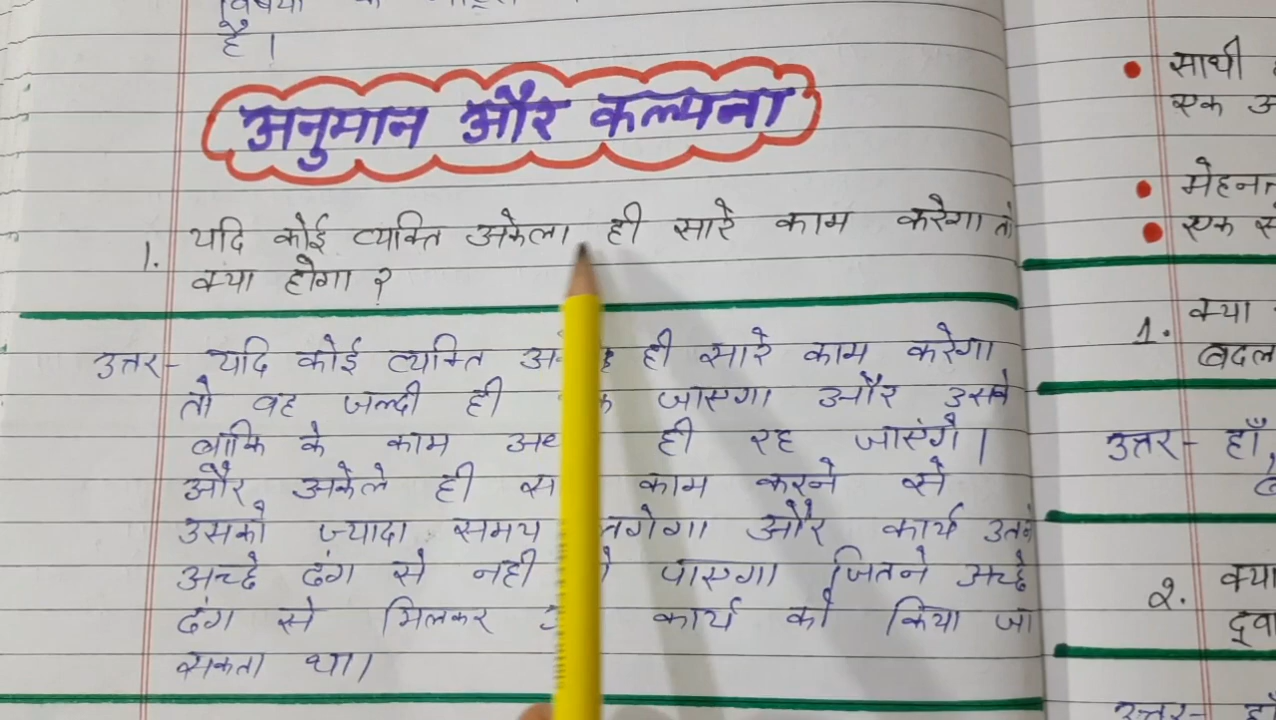 है।
अनुमान और कल्पना
1. यदि कोई व्यक्ति अकेला ही सारे काम करेगा तो
क्या होगा ?
उत्तर- यदि कोई व्यक्ति ही सारे काम करेगा
तो वह जल्दी ही जाएगा और उसके
बाकि के काम ही रह जाएंगे।
और अकेले ही काम करने से
उसको ज्यादा समय लगेगा और कार्य उतने
अच्छे ढंग से नही पाएगा जितने अच्छे
ढंग से मिलकर कार्य को किया जा
सकता था।
• साथी
एक
• मेहनत
• एक
1. क्या
बदल
उत्तर- हाँ,
2. क्या
उत्तर-